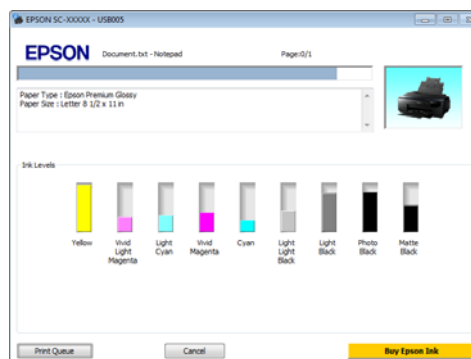 EPSON SC-XXXXX - USB005
EPSON
Document.txt - Notepad
Page:0/1
Paper Type : Epson Premium Glossy
Paper Size : Letter 8 1/2 x 11 in
Ink Levels
Yellow
Vivid
Light
Magenta
Light
Cyan
Vivid
Magenta
Cyan
Light
Light
Black
Light
Black
Photo
Black
Matte
Black
Print Queue
Cancel
Buy Epson Ink